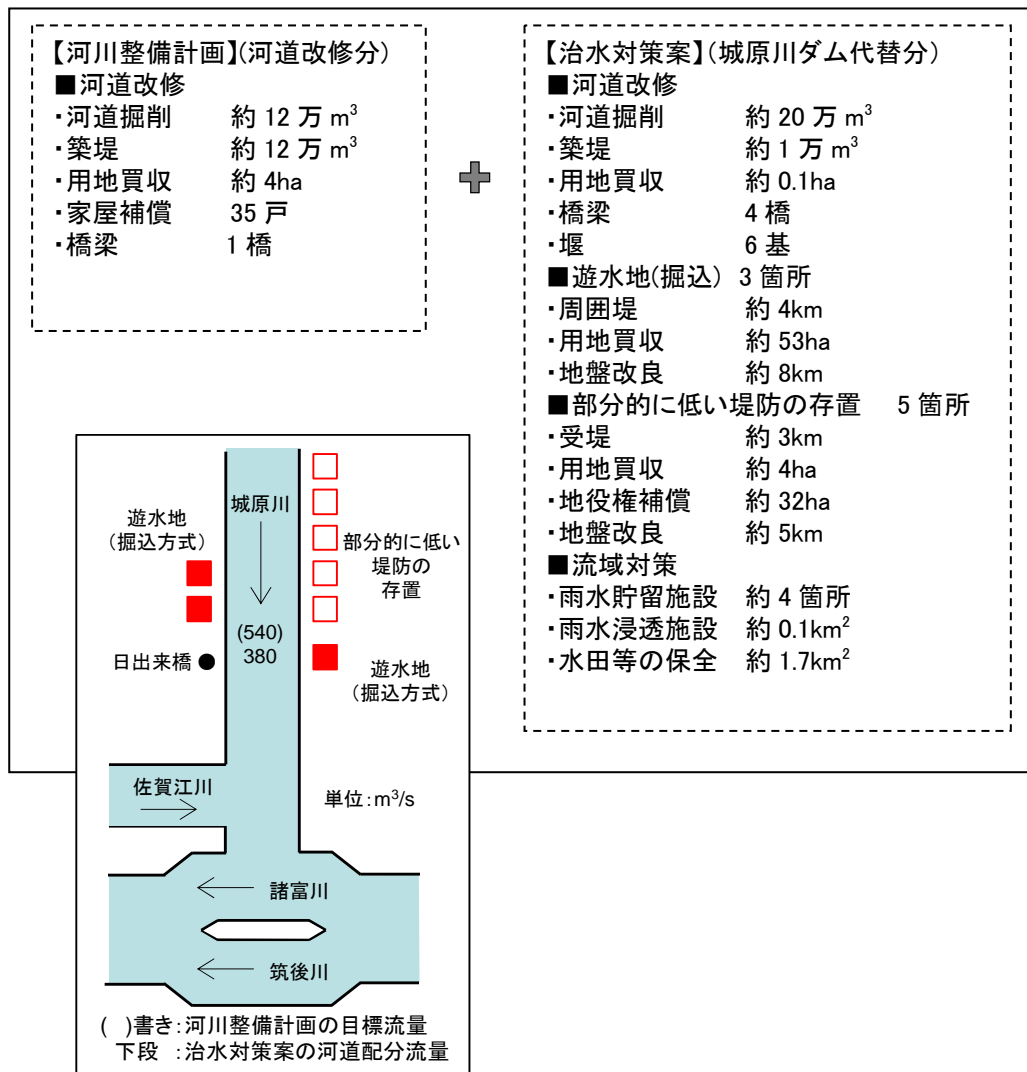 【河川整備計画】(河道改修分)
■河道改修
・河道掘削 約 12 万 m³
・築堤 約 12 万 m³
・用地買収 約 4ha
・家屋補償 35 戸
・橋梁 1 橋
【治水対策案】(城原川ダム代替分)
■河道改修
・河道掘削 約 20 万 m³
・築堤 約 1 万 m³
・用地買収 約 0.1ha
・橋梁 4 橋
・堰 6 基
■遊水地(掘込) 3 箇所
・周囲堤 約 4km
・用地買収 約 53ha
・地盤改良 約 8km
■部分的に低い堤防の存置 5 箇所
・受堤 約 3km
・用地買収 約 4ha
・地役権補償 約 32ha
・地盤改良 約 5km
■流域対策
・雨水貯留施設 約 4 箇所
・雨水浸透施設 約 0.1km²
・水田等の保全 約 1.7km²
城原川
遊水地
(掘込方式)
部分的に低い
堤防の
存置
(540)
380
日出来橋
遊水地
(掘込方式)
佐賀江川
単位:m³/s
諸富川
筑後川
( )書き:河川整備計画の目標流量
下段 :治水対策案の河道配分流量